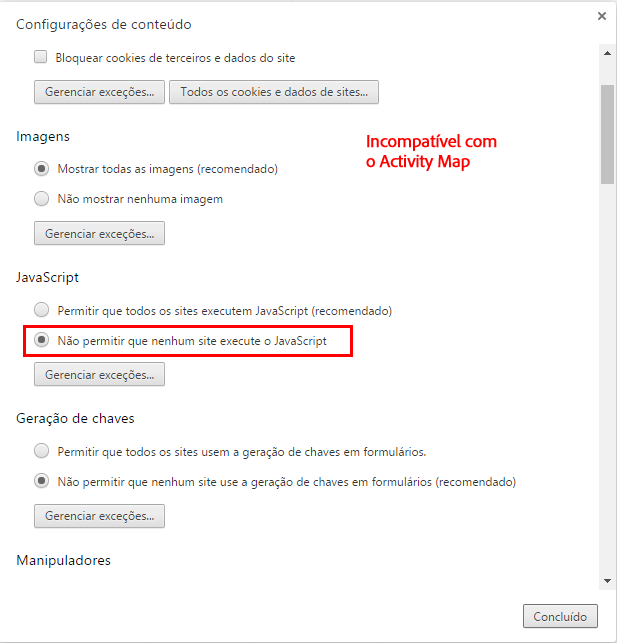 Configurações de conteúdo
Bloquear cookies de terceiros e dados do site
Gerenciar exceções...
Todos os cookies e dados de sites...
Imagens
Incompatível com
o Activity Map
Mostrar todas as imagens (recomendado)
Não mostrar nenhuma imagem
Gerenciar exceções...
JavaScript
Permitir que todos os sites executem JavaScript (recomendado)
Não permitir que nenhum site execute o JavaScript
Gerenciar exceções...
Geração de chaves
Permitir que todos os sites usem a geração de chaves em formulários.
Não permitir que nenhum site use a geração de chaves em formulários (recomendado)
Gerenciar exceções...
Manipuladores
Concluído